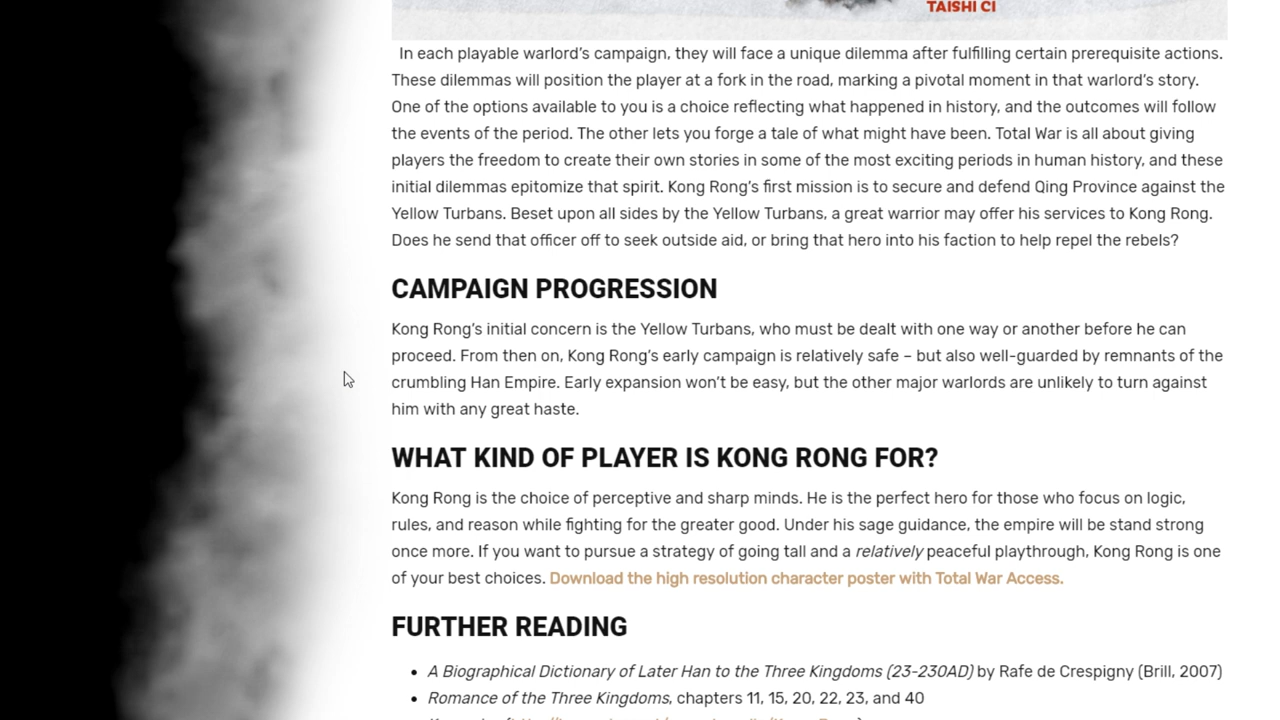 TAISHI CI
In each playable warlord's campaign, they will face a unique dilemma after fulfilling certain prerequisite actions.
These dilemmas will position the player at a fork in the road, marking a pivotal moment in that warlord's story.
One of the options available to you is a choice reflecting what happened in history, and the outcomes will follow
the events of the period. The other lets you forge a tale of what might have been. Total War is all about giving
players the freedom to create their own stories in some of the most exciting periods in human history, and these
initial dilemmas epitomize that spirit. Kong Rong's first mission is to secure and defend Qing Province against the
Yellow Turbans. Beset upon all sides by the Yellow Turbans, a great warrior may offer his services to Kong Rong.
Does he send that officer off to seek outside aid, or bring that hero into his faction to help repel the rebels?
CAMPAIGN PROGRESSION
Kong Rong's initial concern is the Yellow Turbans, who must be dealt with one way or another before he can
proceed. From then on, Kong Rong's early campaign is relatively safe – but also well-guarded by remnants of the
crumbling Han Empire. Early expansion won't be easy, but the other major warlords are unlikely to turn against
him with any great haste.
WHAT KIND OF PLAYER IS KONG RONG FOR?
Kong Rong is the choice of perceptive and sharp minds. He is the perfect hero for those who focus on logic,
rules, and reason while fighting for the greater good. Under his sage guidance, the empire will be stand strong
once more. If you want to pursue a strategy of going tall and a relatively peaceful playthrough, Kong Rong is one
of your best choices. Download the high resolution character poster with Total War Access.
FURTHER READING
• A Biographical Dictionary of Later Han to the Three Kingdoms (23-230AD) by Rafe de Crespigny (Brill, 2007)
• Romance of the Three Kingdoms, chapters 11, 15, 20, 22, 23, and 40